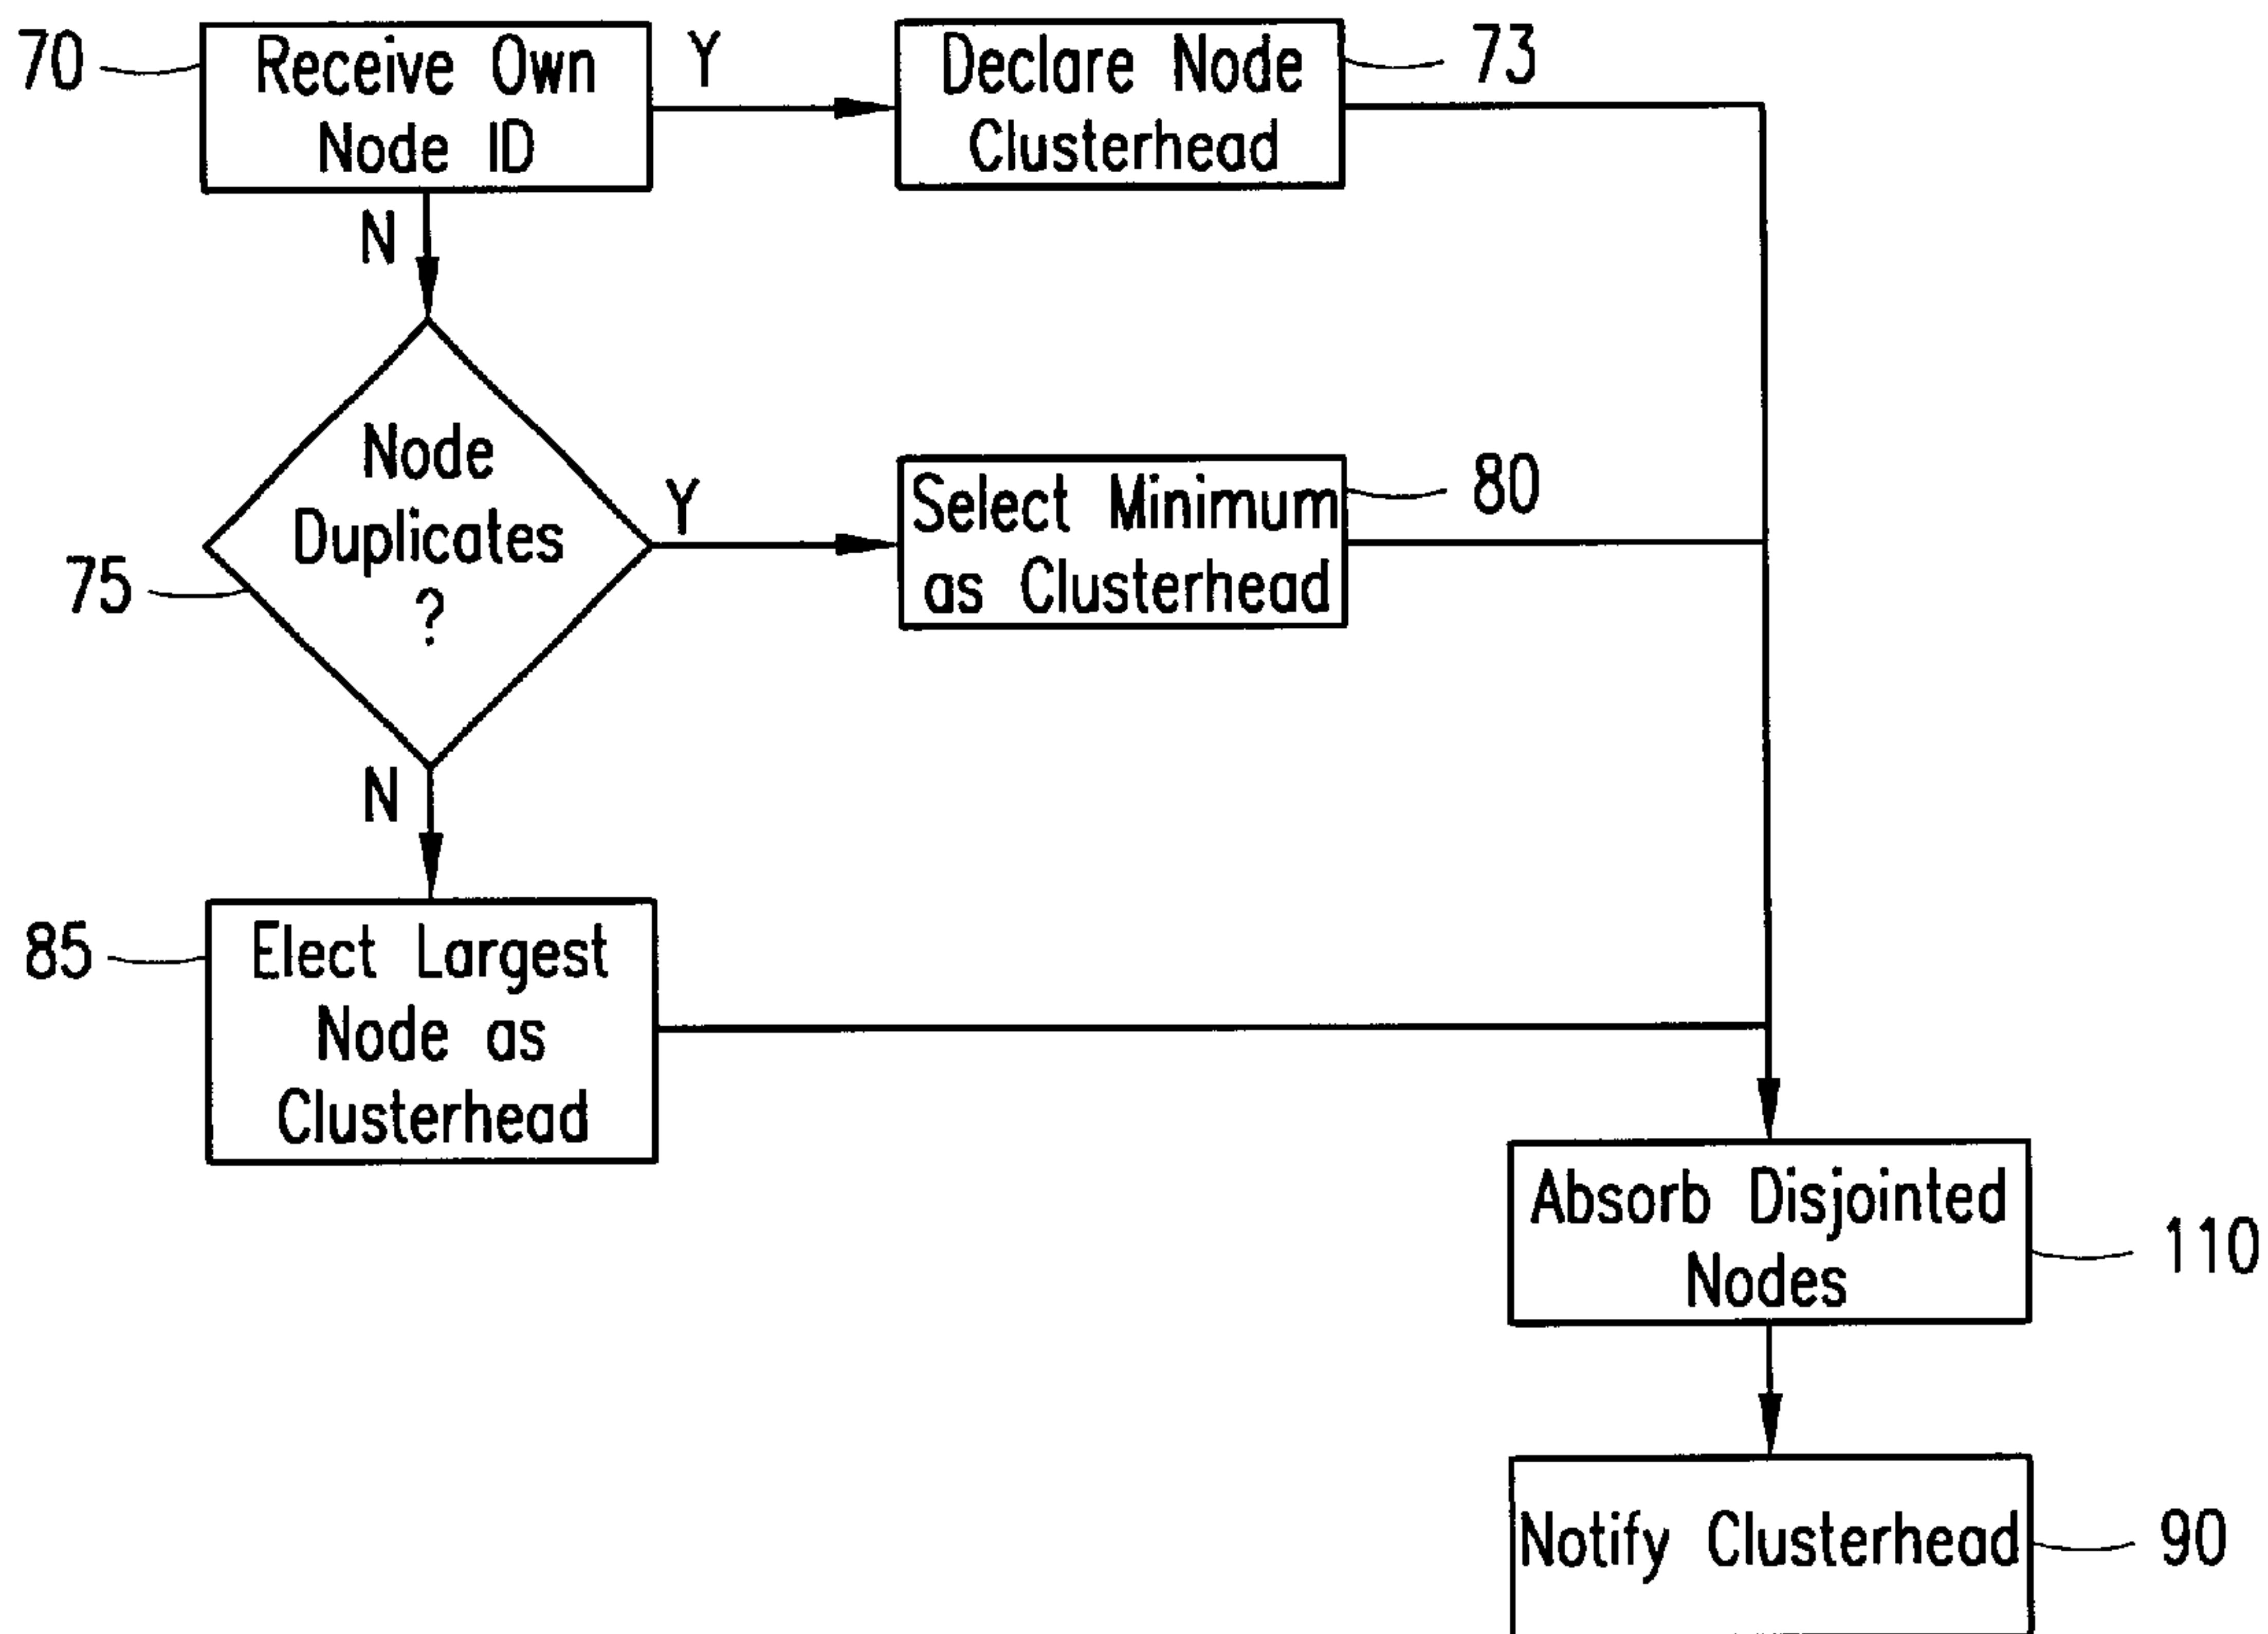 70
Receive Own
Node ID
Y
Declare Node
Clusterhead
73
N
Node
Duplicates
?
75
Y
Select Minimum
as Clusterhead
80
N
85
Elect Largest
Node as
Clusterhead
Absorb Disjointed
Nodes
110
Notify Clusterhead
90